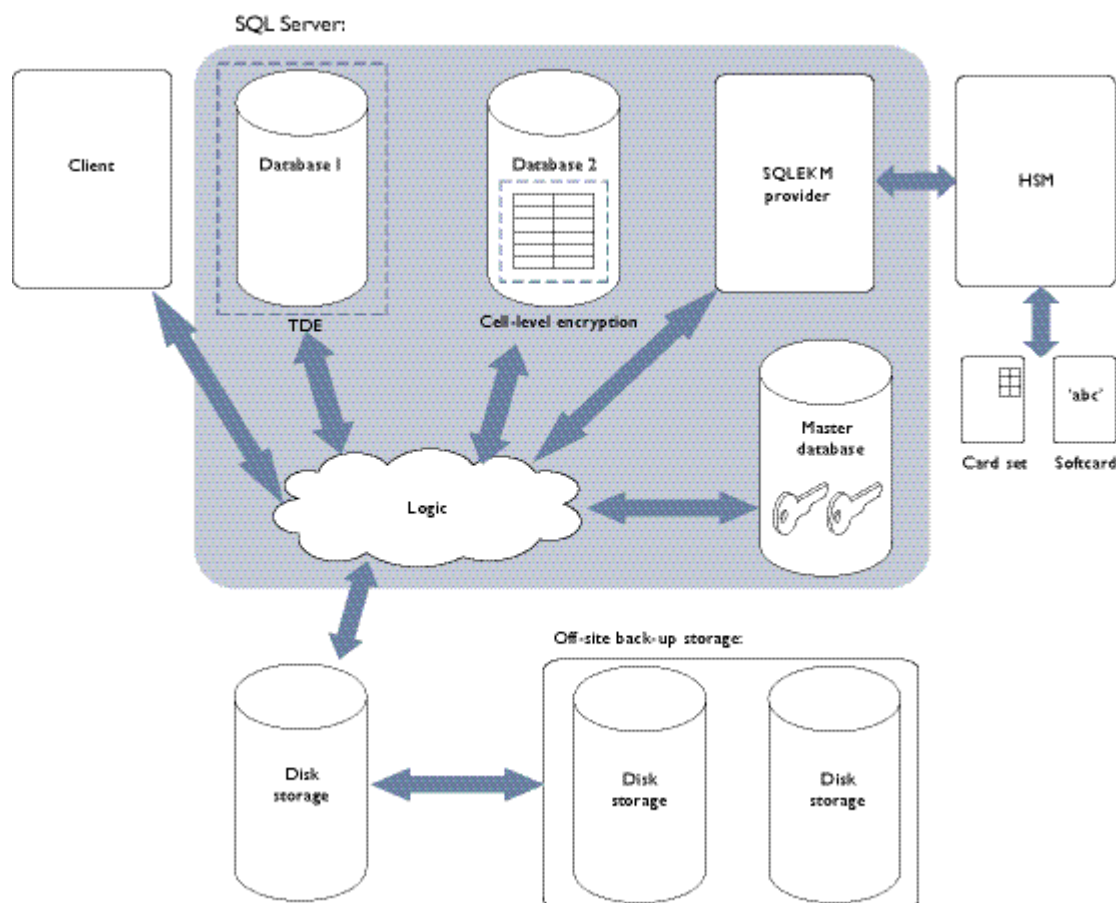 SQL Server:
Client
Database 1
TDE
Database 2
Cell-level encryption
SQLEKM
provider
HSM
Card set
'abc'
Softcard
Master
database
Logic
Off-site back-up storage:
Disk
storage
Disk
storage
Disk
storage